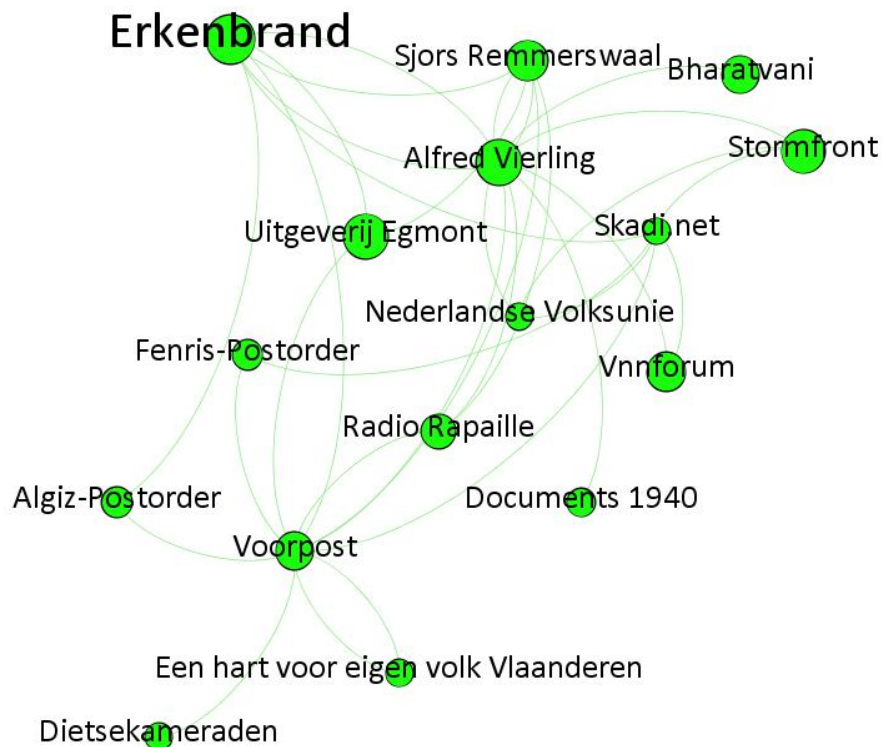 Erkenbrand
Sjors Remmerswaal
Bharatvani
Alfred Vierling
Stormfront
Uitgeverij Egmont
Skadi.net
Nederlandse Volksunie
Fenris-Postorder
Vnnforum
Radio Rapaille
Algiz-Postorder
Documents 1940
Voorpost
Een hart voor eigen volk Vlaanderen
Dietsekameraden